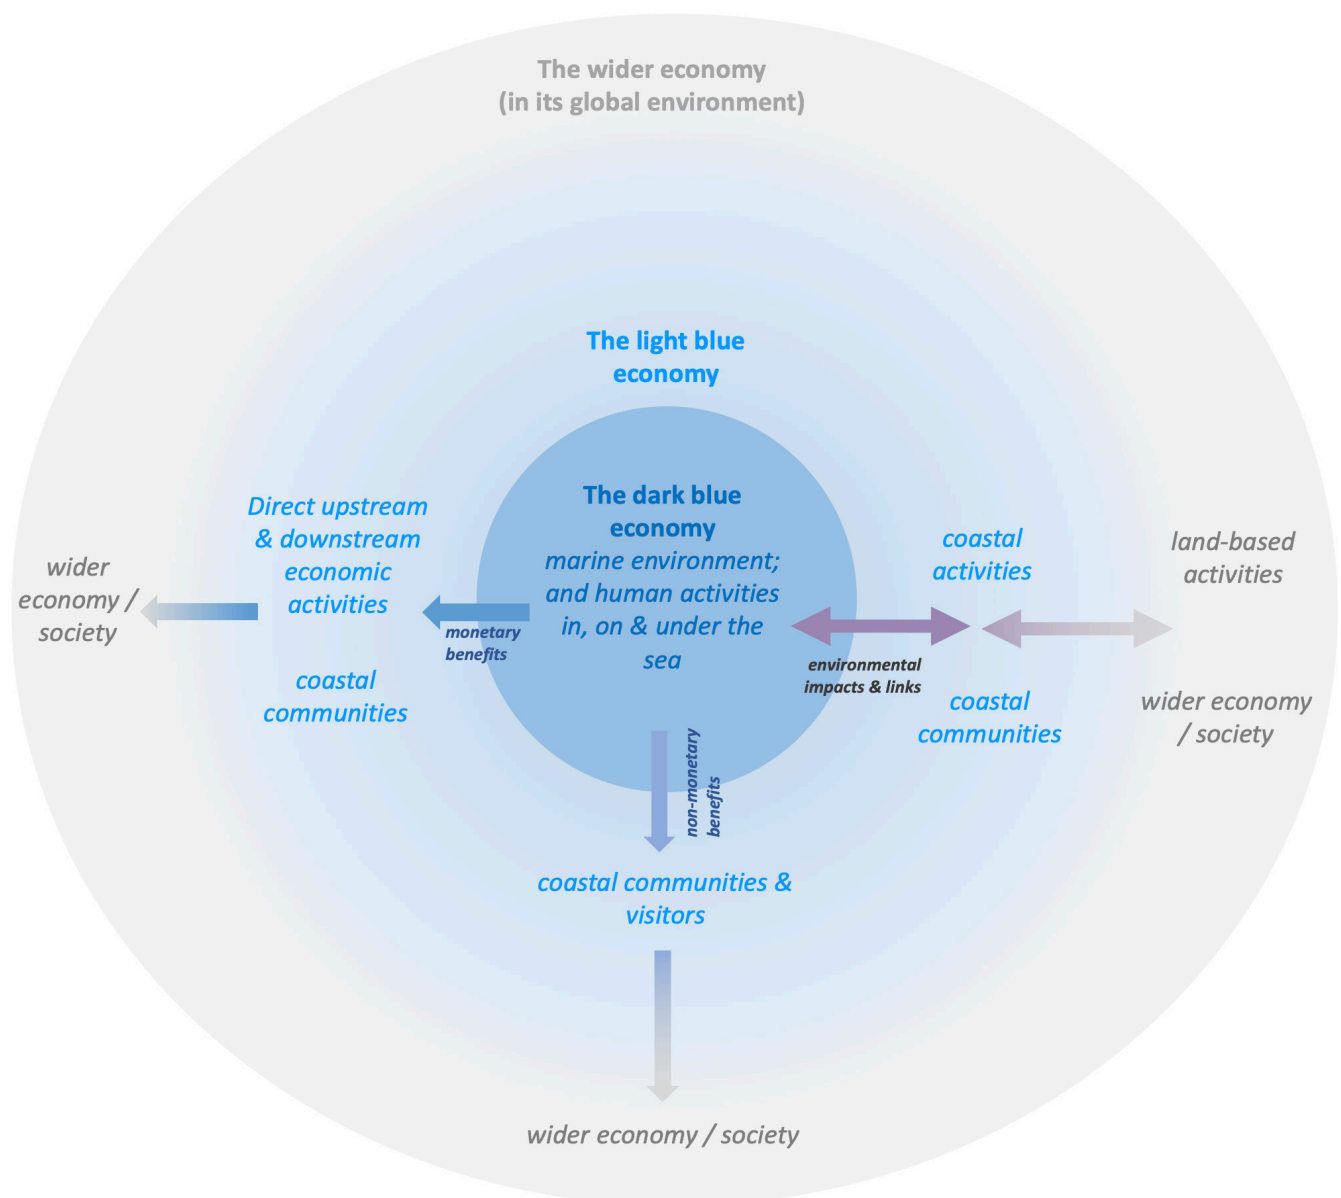 The wider economy
(in its global environment)
The light blue
economy
The dark blue
economy
marine environment;
and human activities
in, on & under the
sea
Direct upstream
& downstream
economic
activities
coastal
communities
wider
economy /
society
monetary
benefits
environmental
impacts & links
coastal
activities
coastal
communities
land-based
activities
wider economy
/ society
non-monetary
benefits
coastal communities &
visitors
wider economy / society